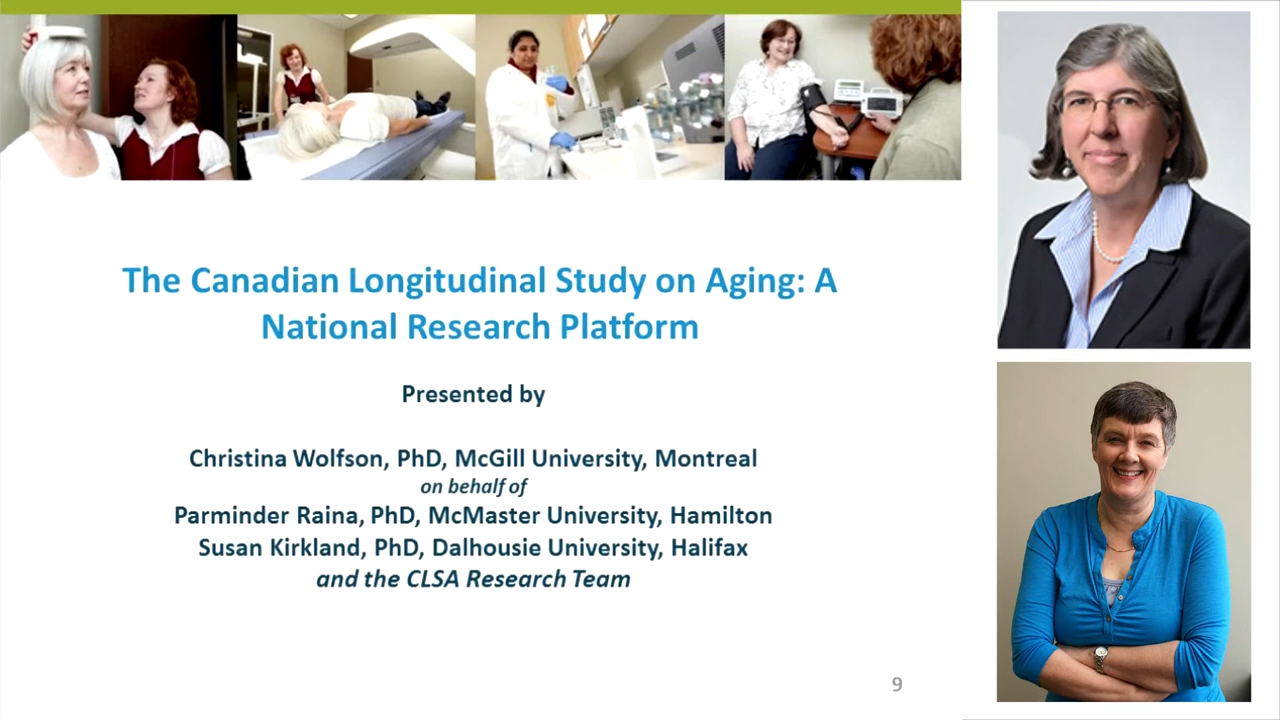 The Canadian Longitudinal Study on Aging: A
National Research Platform
Presented by
Christina Wolfson, PhD, McGill University, Montreal
on behalf of
Parminder Raina, PhD, McMaster University, Hamilton
Susan Kirkland, PhD, Dalhousie University, Halifax
and the CLSA Research Team
9